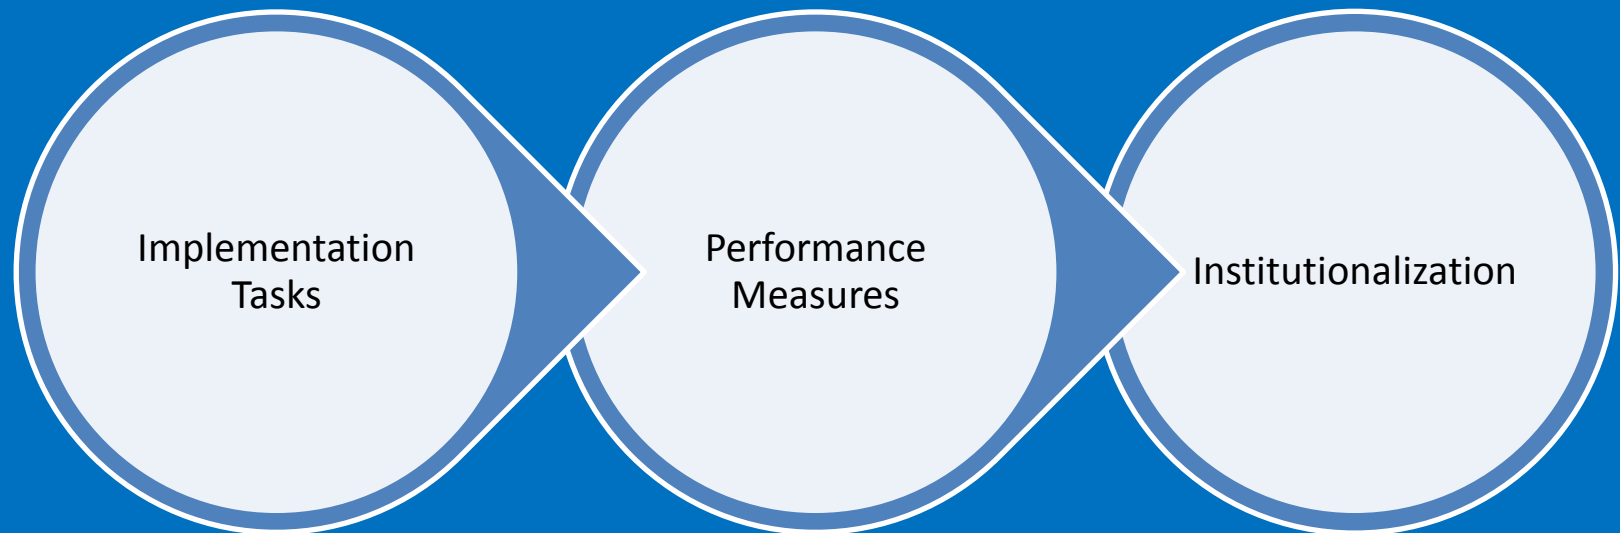 Implementation
Tasks
Performance
Measures
Institutionalization